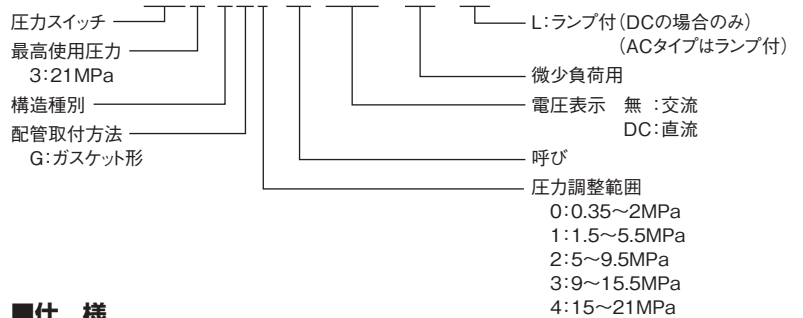 圧力スイッチ
最高使用圧力
3:21MPa
構造種別
配管取付方法
G:ガスケット形
L:ランプ付(DCの場合のみ)
(ACタイプはランプ付)
微少負荷用
電圧表示 無 :交流
DC:直流
呼び
圧力調整範囲
0:0.35～2MPa
1:1.5～5.5MPa
2:5～9.5MPa
3:9～15.5MPa
4:15～21MPa
■仕 様